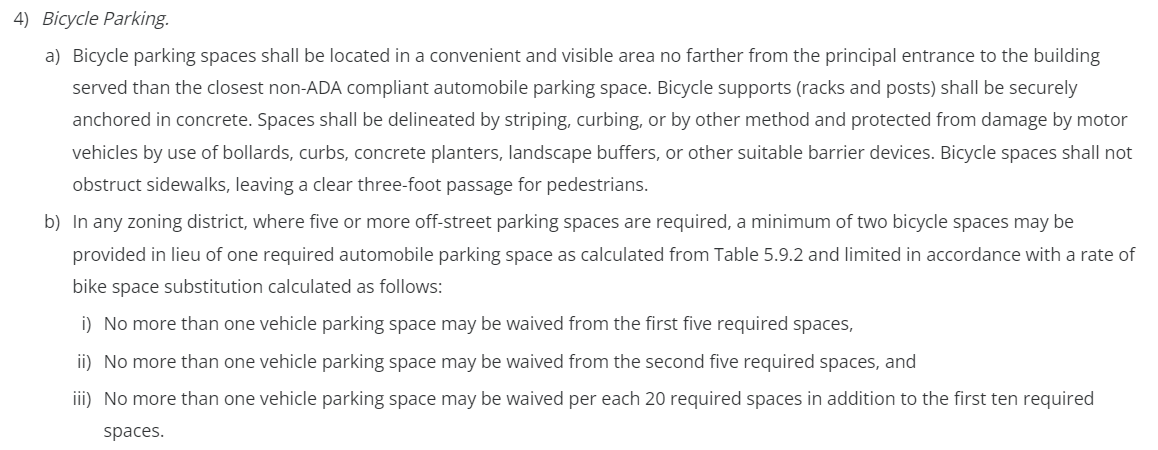 4) Bicycle Parking.
a) Bicycle parking spaces shall be located in a convenient and visible area no farther from the principal entrance to the building
served than the closest non-ADA compliant automobile parking space. Bicycle supports (racks and posts) shall be securely
anchored in concrete. Spaces shall be delineated by striping, curbing, or by other method and protected from damage by motor
vehicles by use of bollards, curbs, concrete planters, landscape buffers, or other suitable barrier devices. Bicycle spaces shall not
obstruct sidewalks, leaving a clear three-foot passage for pedestrians.
b) In any zoning district, where five or more off-street parking spaces are required, a minimum of two bicycle spaces may be
provided in lieu of one required automobile parking space as calculated from Table 5.9.2 and limited in accordance with a rate of
bike space substitution calculated as follows:
i) No more than one vehicle parking space may be waived from the first five required spaces,
ii) No more than one vehicle parking space may be waived from the second five required spaces, and
iii) No more than one vehicle parking space may be waived per each 20 required spaces in addition to the first ten required
spaces.